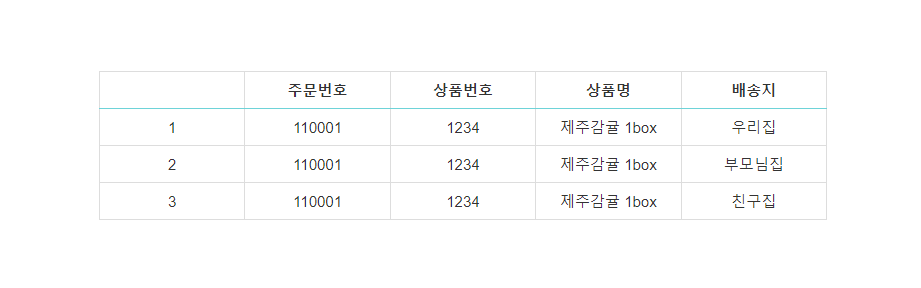 주문번호 상품번호 상품명 배송지
1 110001 1234 제주감귤 1box 우리집
2 110001 1234 제주감귤 1box 부모님집
3 110001 1234 제주감귤 1box 친구집